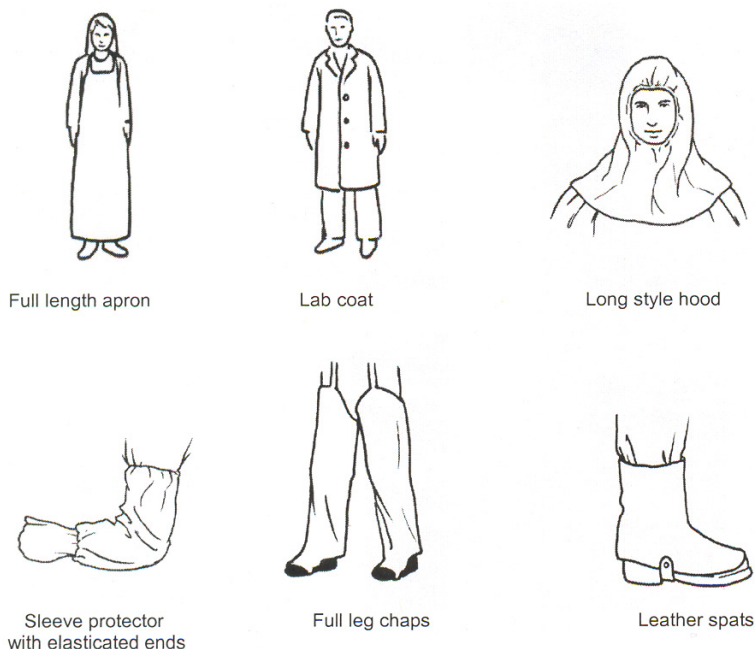 Full length apron
Lab coat
Long style hood
Sleeve protector
with elasticated ends
Full leg chaps
Leather spats